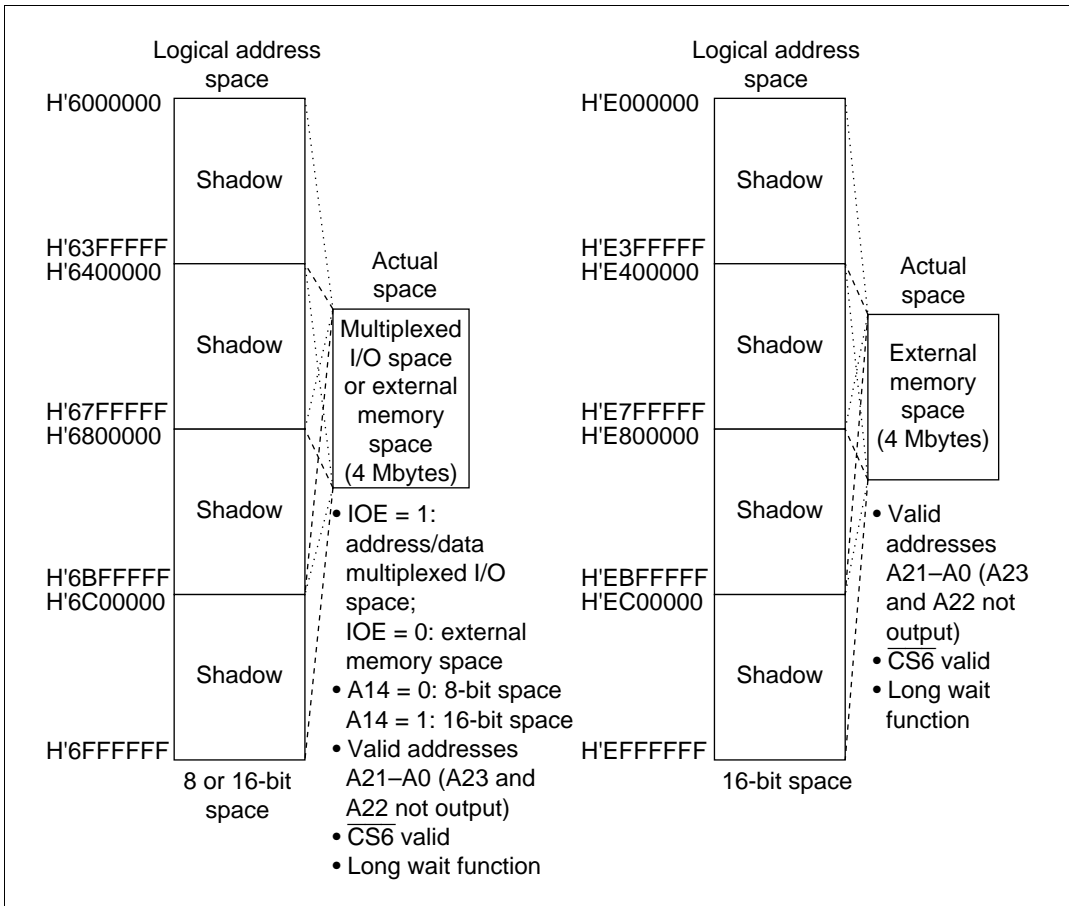 Logical address
space
H'6000000
Shadow
H'63FFFFF
H'6400000
Shadow
H'67FFFFF
H'6800000
Shadow
H'6BFFFFF
H'6C00000
Shadow
H'6FFFFFF
8 or 16-bit
space
Actual
space
Multiplexed
I/O space
or external
memory
space
(4 Mbytes)
• IOE = 1:
address/data
multiplexed I/O
space;
IOE = 0: external
memory space
• A14 = 0: 8-bit space
A14 = 1: 16-bit space
• Valid addresses
A21–A0 (A23 and
A22 not output)
• CS6 valid
• Long wait function
Logical address
space
H'E000000
Shadow
H'E3FFFFF
H'E400000
Shadow
H'E7FFFFF
H'E800000
Shadow
H'EBFFFFF
H'EC00000
Shadow
H'EFFFFFF
16-bit space
Actual
space
External
memory
space
(4 Mbytes)
• Valid
addresses
A21–A0 (A23
and A22 not
output)
• CS6 valid
• Long wait
function